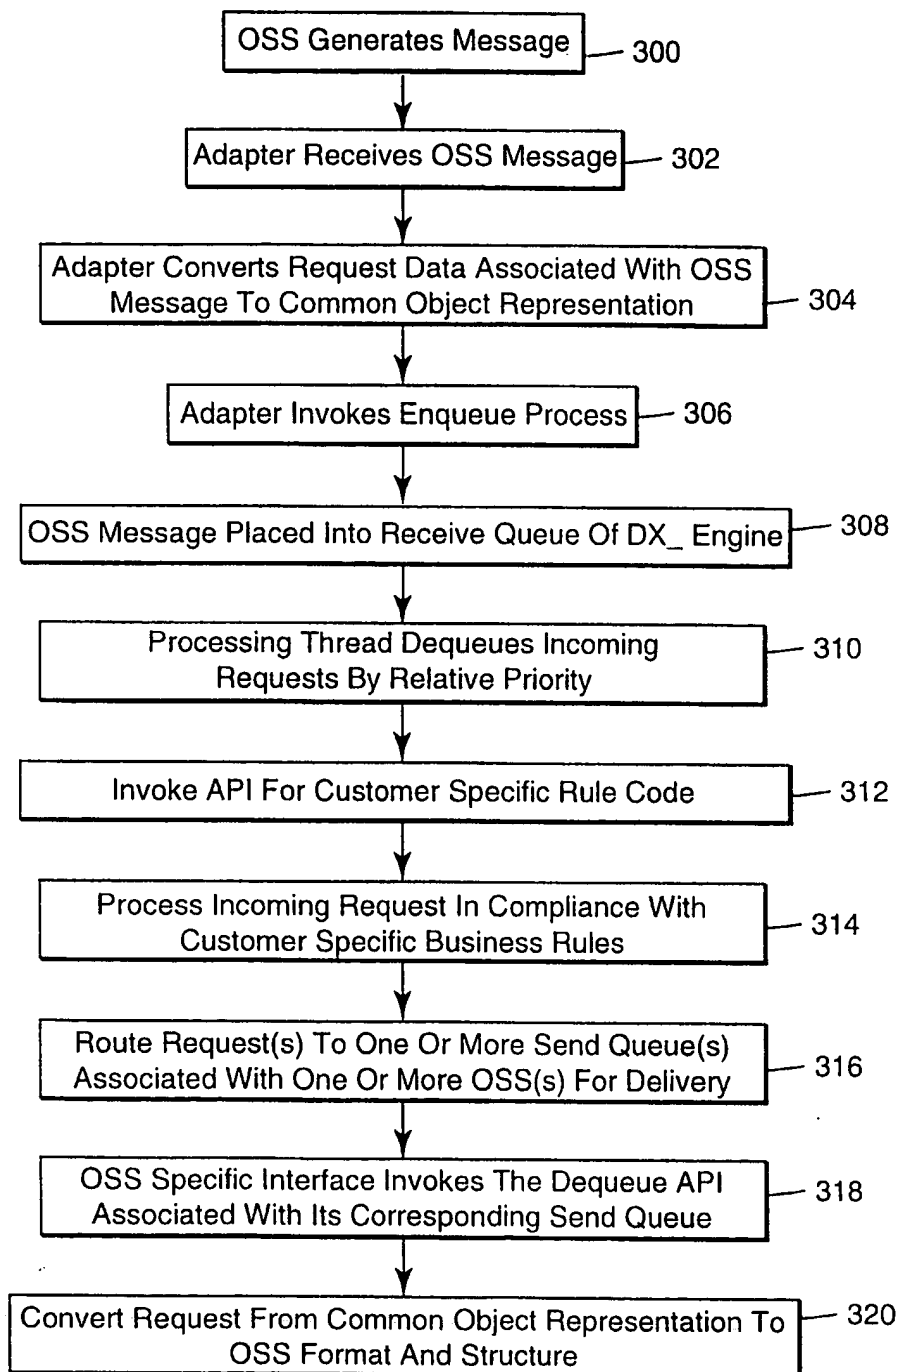 OSS Generates Message
300
Adapter Receives OSS Message
302
Adapter Converts Request Data Associated With OSS
Message To Common Object Representation
304
Adapter Invokes Enqueue Process
306
OSS Message Placed Into Receive Queue Of DX_ Engine
308
Processing Thread Dequeues Incoming
Requests By Relative Priority
310
Invoke API For Customer Specific Rule Code
312
Process Incoming Request In Compliance With
Customer Specific Business Rules
314
Route Request(s) To One Or More Send Queue(s)
Associated With One Or More OSS(s) For Delivery
316
OSS Specific Interface Invokes The Dequeue API
Associated With Its Corresponding Send Queue
318
Convert Request From Common Object Representation To
OSS Format And Structure
320